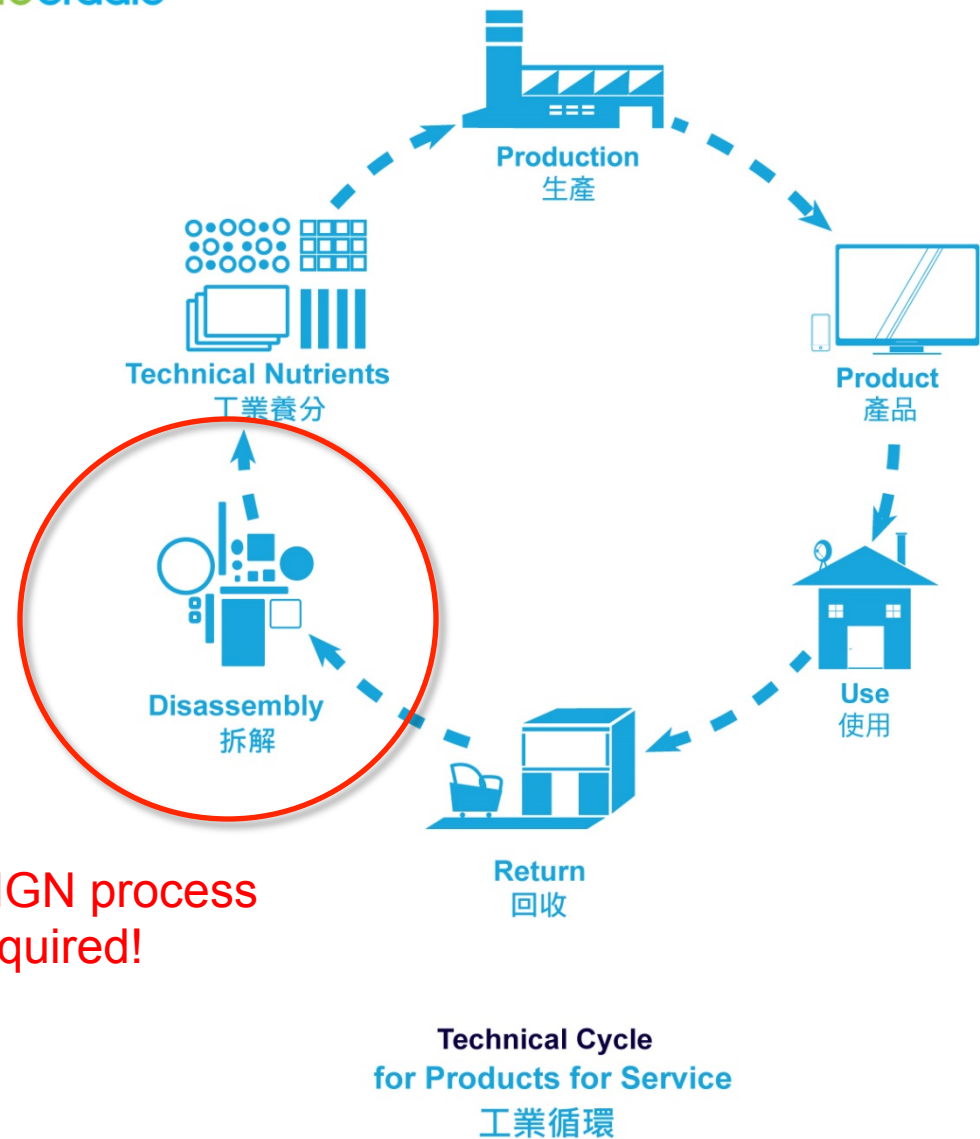 Production
生產
Technical Nutrients
工業養分
Product
產品
Disassembly
拆解
Use
使用
Return
回收
process
Technical Cycle
for Products for Service
工業循環